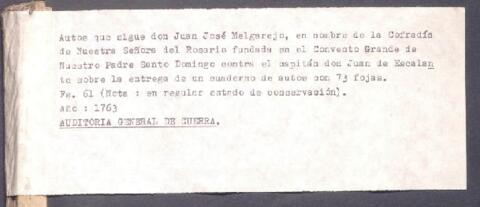 Autos que sigue don Juan José Melgarejo, en nombre de la Cofradía
de Nuestra Señora del Rosario fundada en el Convento Grande de
Nuestro Padre Santo Domingo contra el capitán don Juan de Escalan
te sobre la entrega de un cuaderno de autos con 73 fojas.
Fs. 61 (Nota : en regular estado de conservación).
Año : 1763
AUDITORIA GENERAL DE GUERRA.